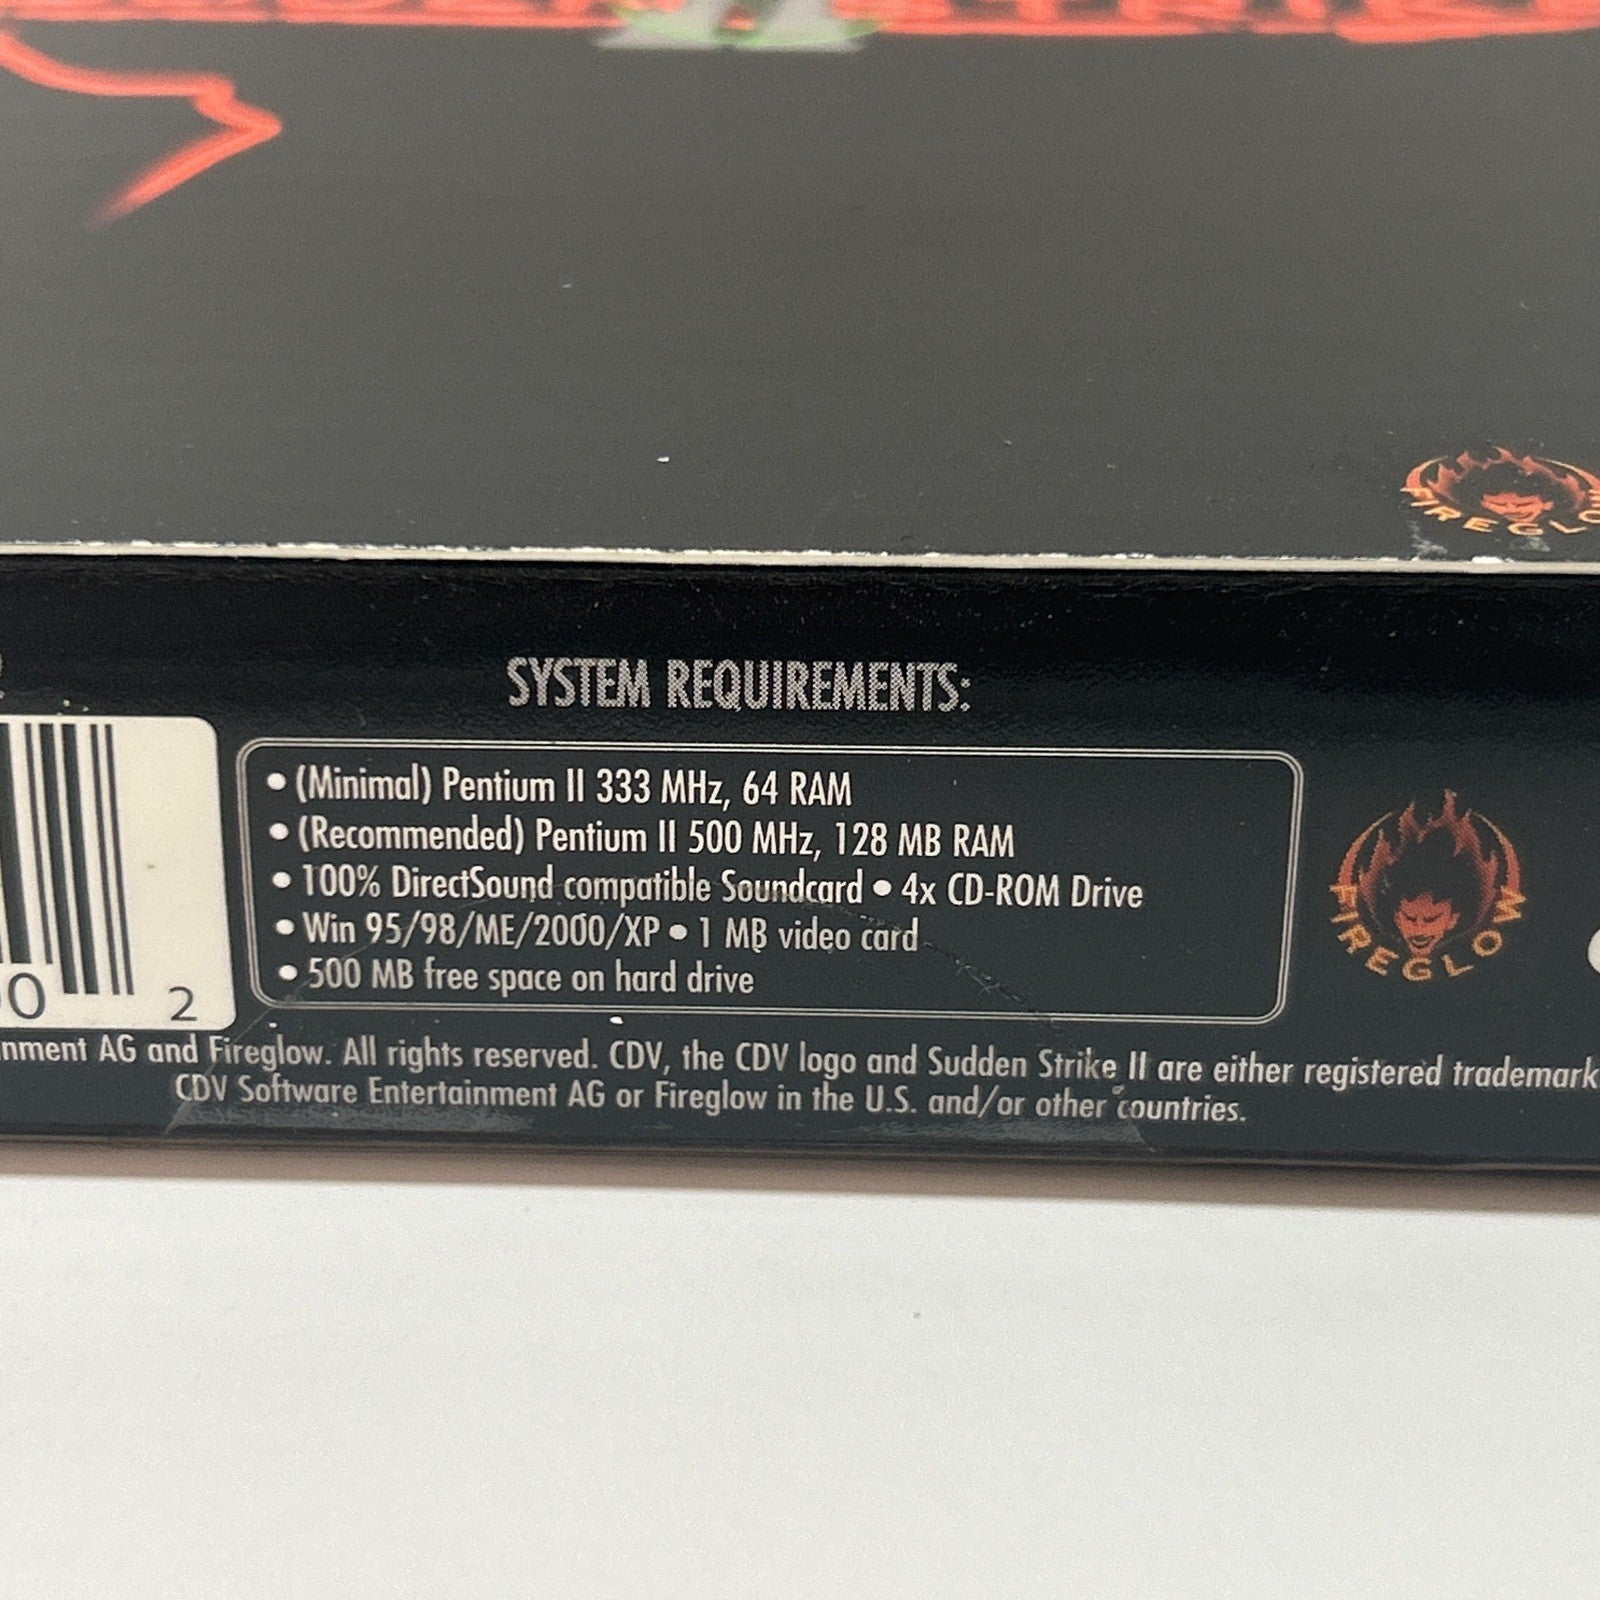 FIREGLOW
SYSTEM REQUIREMENTS:
• (Minimal) Pentium II 333 MHz, 64 RAM
• (Recommended) Pentium II 500 MHz, 128 MB RAM
• 100% DirectSound compatible Soundcard • 4x CD-ROM Drive
• Win 95/98/ME/2000/XP • 1 MB video card
• 500 MB free space on hard drive
FIREGLOW
0 2
nment AG and Fireglow. All rights reserved. CDV, the CDV logo and Sudden Strike II are either registered trademark
CDV Software Entertainment AG or Fireglow in the U.S. and/or other countries.